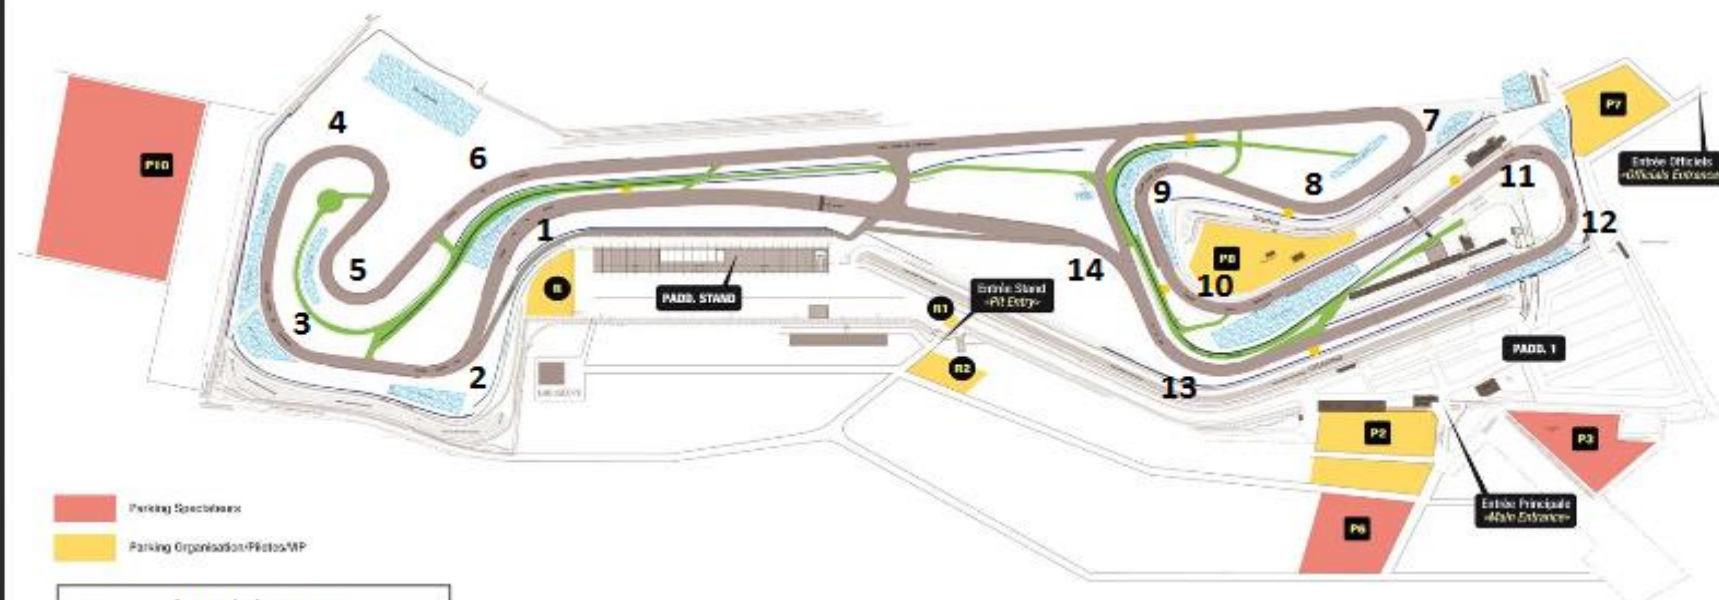 4
6
7
P7
P10
Entrée Officiels
«Officials Entrance»
9
8
11
1
12
5
P8
14
10
PADD. STAND
R
Entrée Stand
«Pit Entry»
R1
3
PADD. 1
R2
2
13
P2
P3
Parking Spectateurs
Entrée Principale
«Main Entrance»
P6
Parking Organisation/Pilotes/VIP